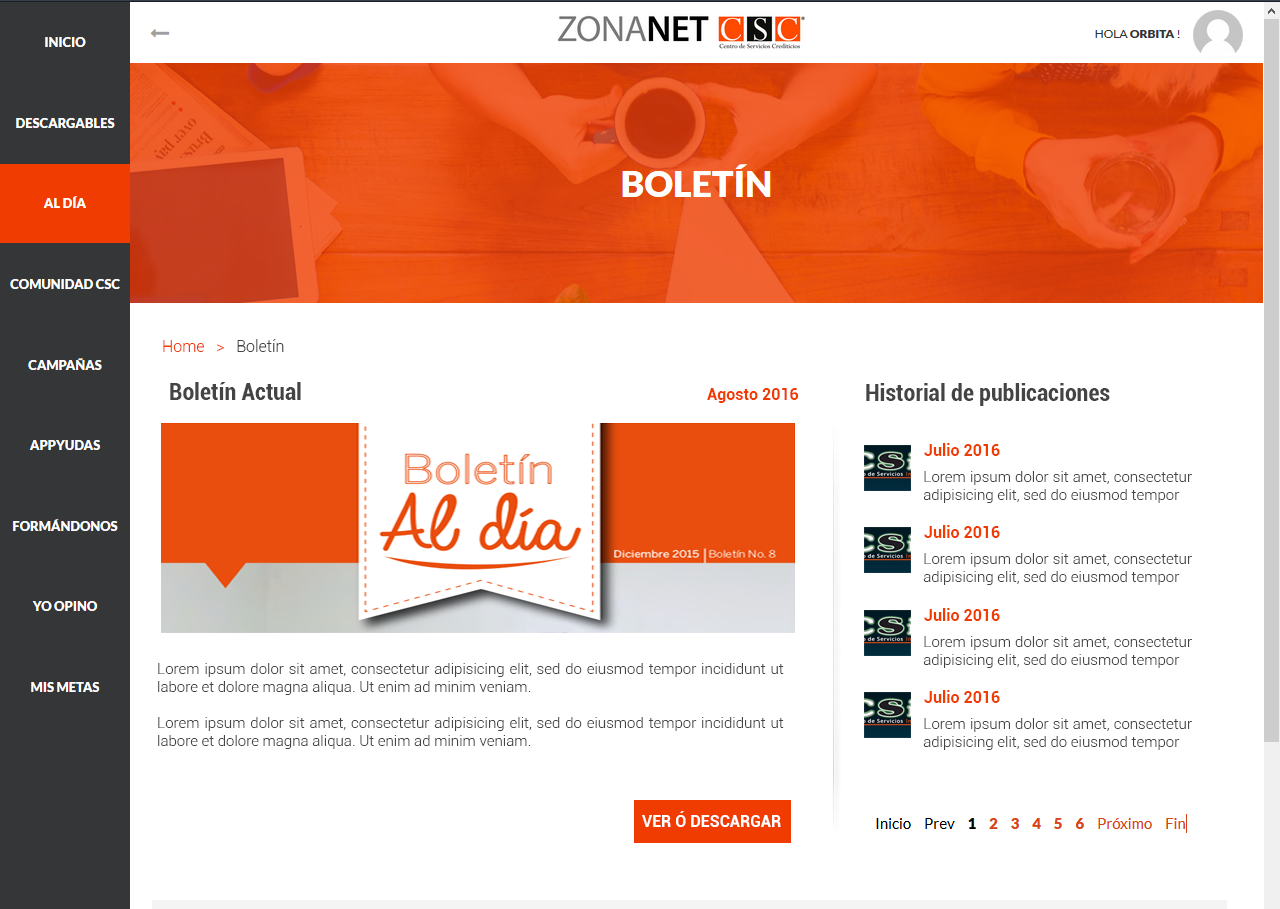 INICIO
DESCARGABLES
AL DÍA
COMUNIDAD CSC
CAMPAÑAS
APPYUDAS
FORMÁNDONOS
YO OPINO
MIS METAS
ZONANET CSC
Centro de Servicios Crediticios
HOLA ORBITA !
BOLETÍN
Home > Boletín
Boletín Actual
Agosto 2016
Boletín
Al día
Diciembre 2015 | Boletín No. 8
Lorem ipsum dolor sit amet, consectetur adipisicing elit, sed do eiusmod tempor incididunt ut
labore et dolore magna aliqua. Ut enim ad minim veniam.
Lorem ipsum dolor sit amet, consectetur adipisicing elit, sed do eiusmod tempor incididunt ut
labore et dolore magna aliqua. Ut enim ad minim veniam.
VER Ó DESCARGAR
Historial de publicaciones
Julio 2016
Lorem ipsum dolor sit amet, consectetur
adipisicing elit, sed do eiusmod tempor
Julio 2016
Lorem ipsum dolor sit amet, consectetur
adipisicing elit, sed do eiusmod tempor
Julio 2016
Lorem ipsum dolor sit amet, consectetur
adipisicing elit, sed do eiusmod tempor
Julio 2016
Lorem ipsum dolor sit amet, consectetur
adipisicing elit, sed do eiusmod tempor
Inicio Prev 1 2 3 4 5 6 Próximo Fin